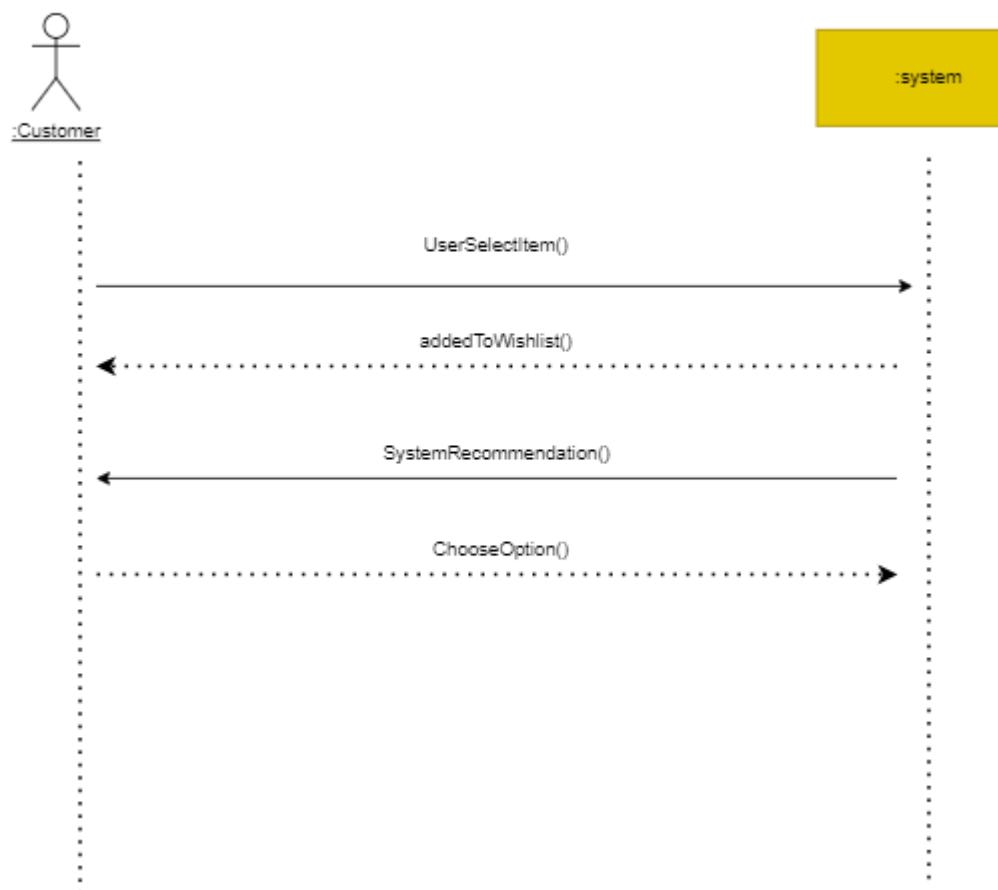 :Customer
:system
UserSelectItem()
addedToWishlist()
SystemRecommendation()
ChooseOption()